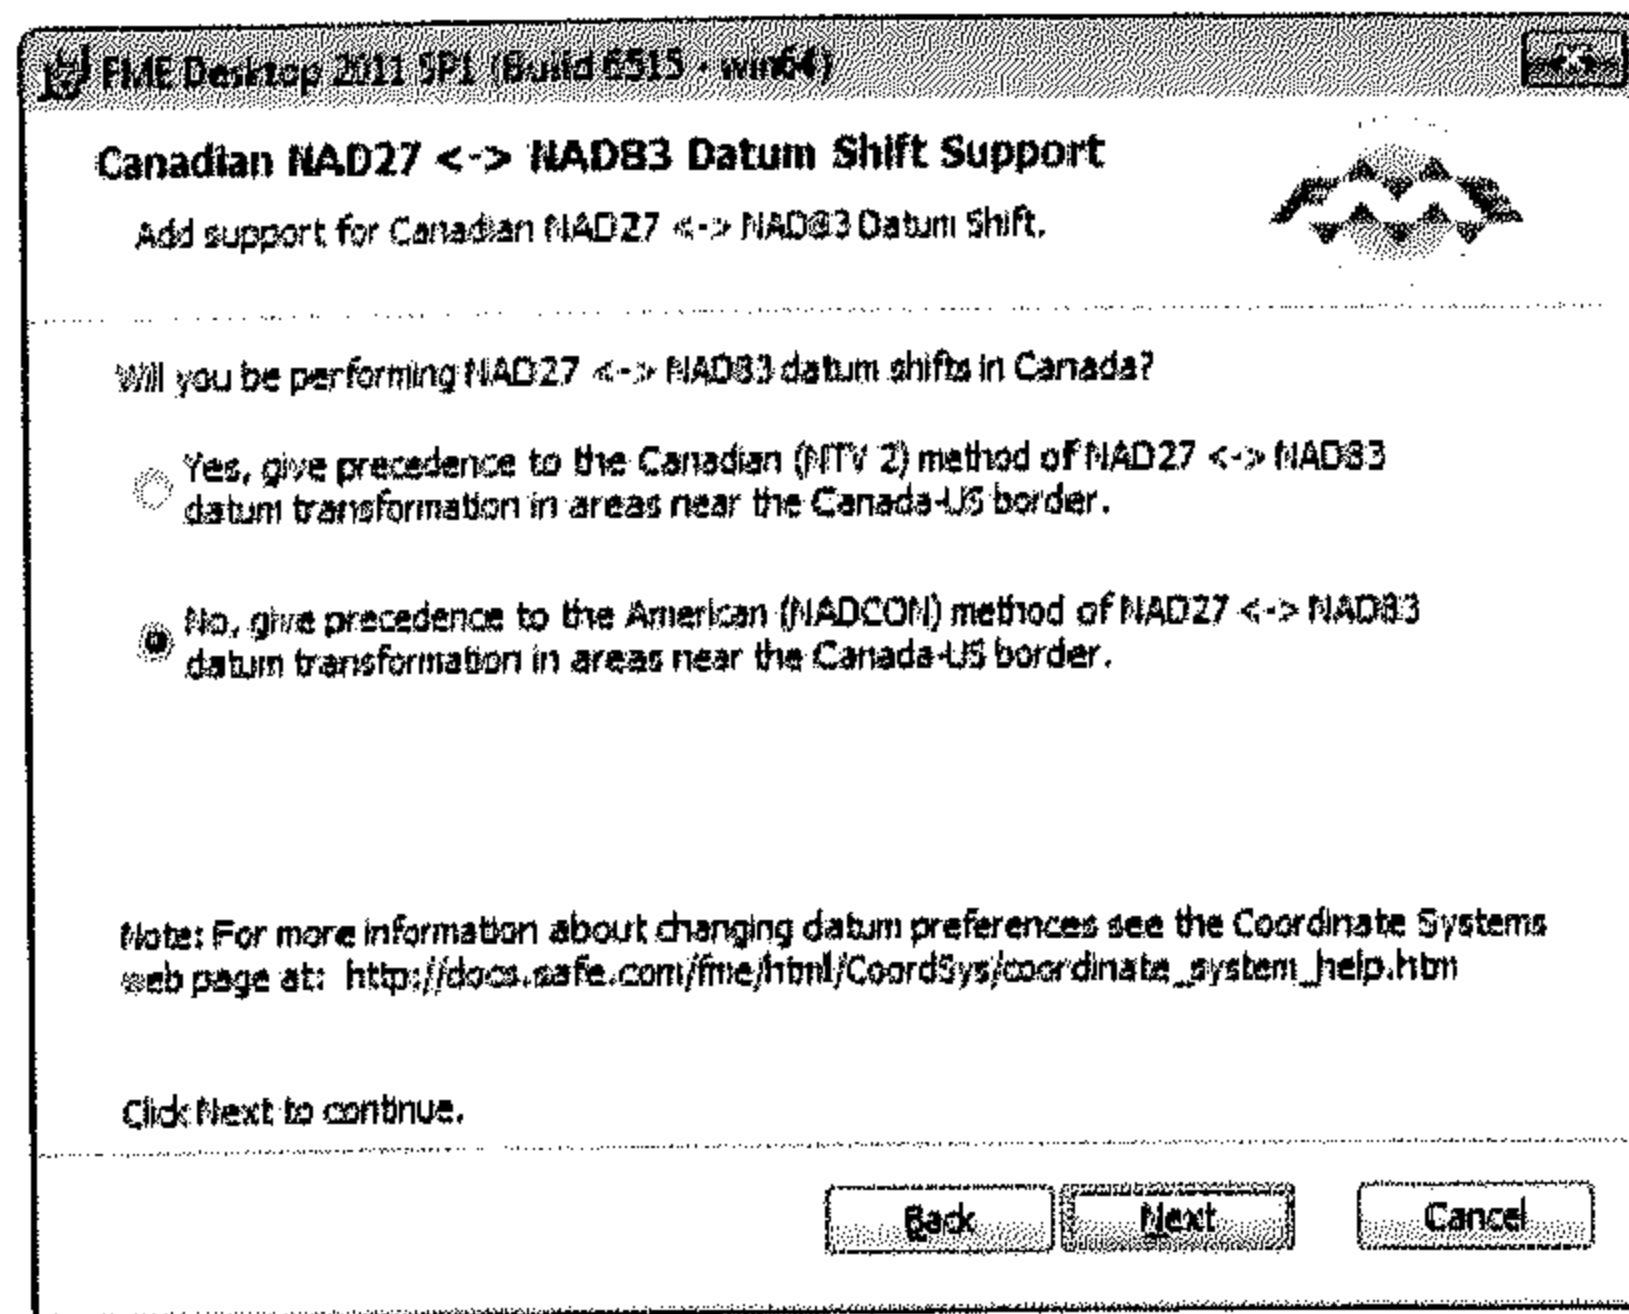 FME Desktop 2011 SP1 (Build 6515 - win64)
Canadian NAD27 <-> NAD83 Datum Shift Support
Add support for Canadian NAD27 <-> NAD83 Datum Shift.
Will you be performing NAD27 <-> NAD83 datum shifts in Canada?
Yes, give precedence to the Canadian (NTV 2) method of NAD27 <-> NAD83
datum transformation in areas near the Canada-US border.
No, give precedence to the American (NADCON) method of NAD27 <-> NAD83
datum transformation in areas near the Canada-US border.
Note: For more information about changing datum preferences see the Coordinate Systems
web page at:  http://docs.safe.com/fme/html/CoordSys/coordinate_system_help.htm
Click Next to continue.
Back Next Cancel